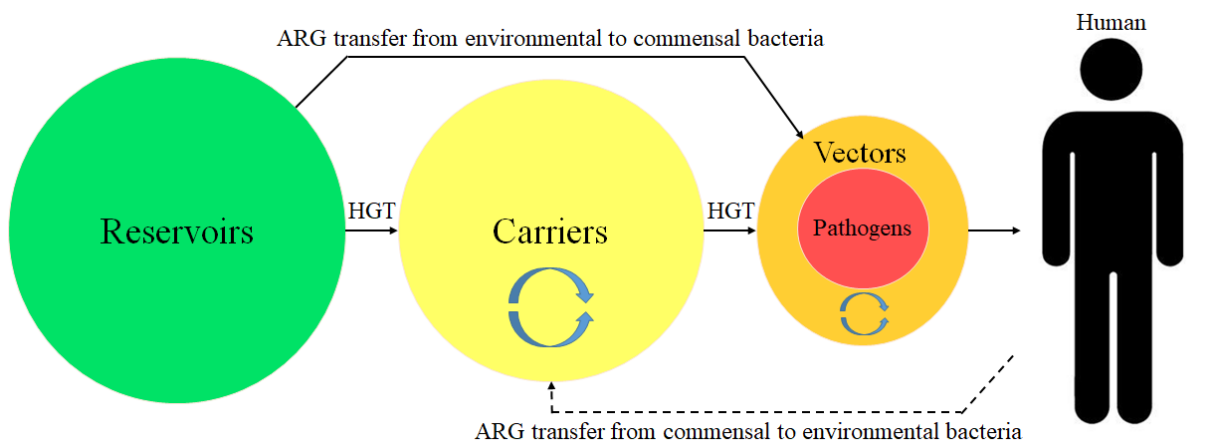 Human
ARG transfer from environmental to commensal bacteria
Vectors
HGT
HGT
Reservoirs
Carriers
Pathogens
ARG transfer from commensal to environmental bacteria